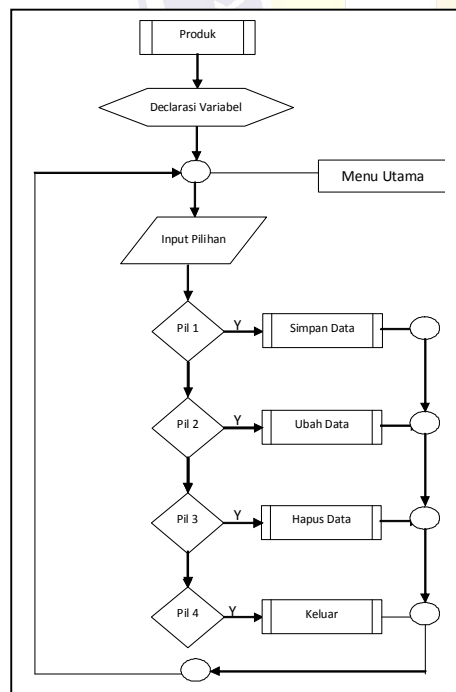 Produk
Declarasi Variabel
Menu Utama
Input Pilihan
Pil 1
Y
Simpan Data
Pil 2
Y
Ubah Data
Pil 3
Y
Hapus Data
Pil 4
Y
Keluar